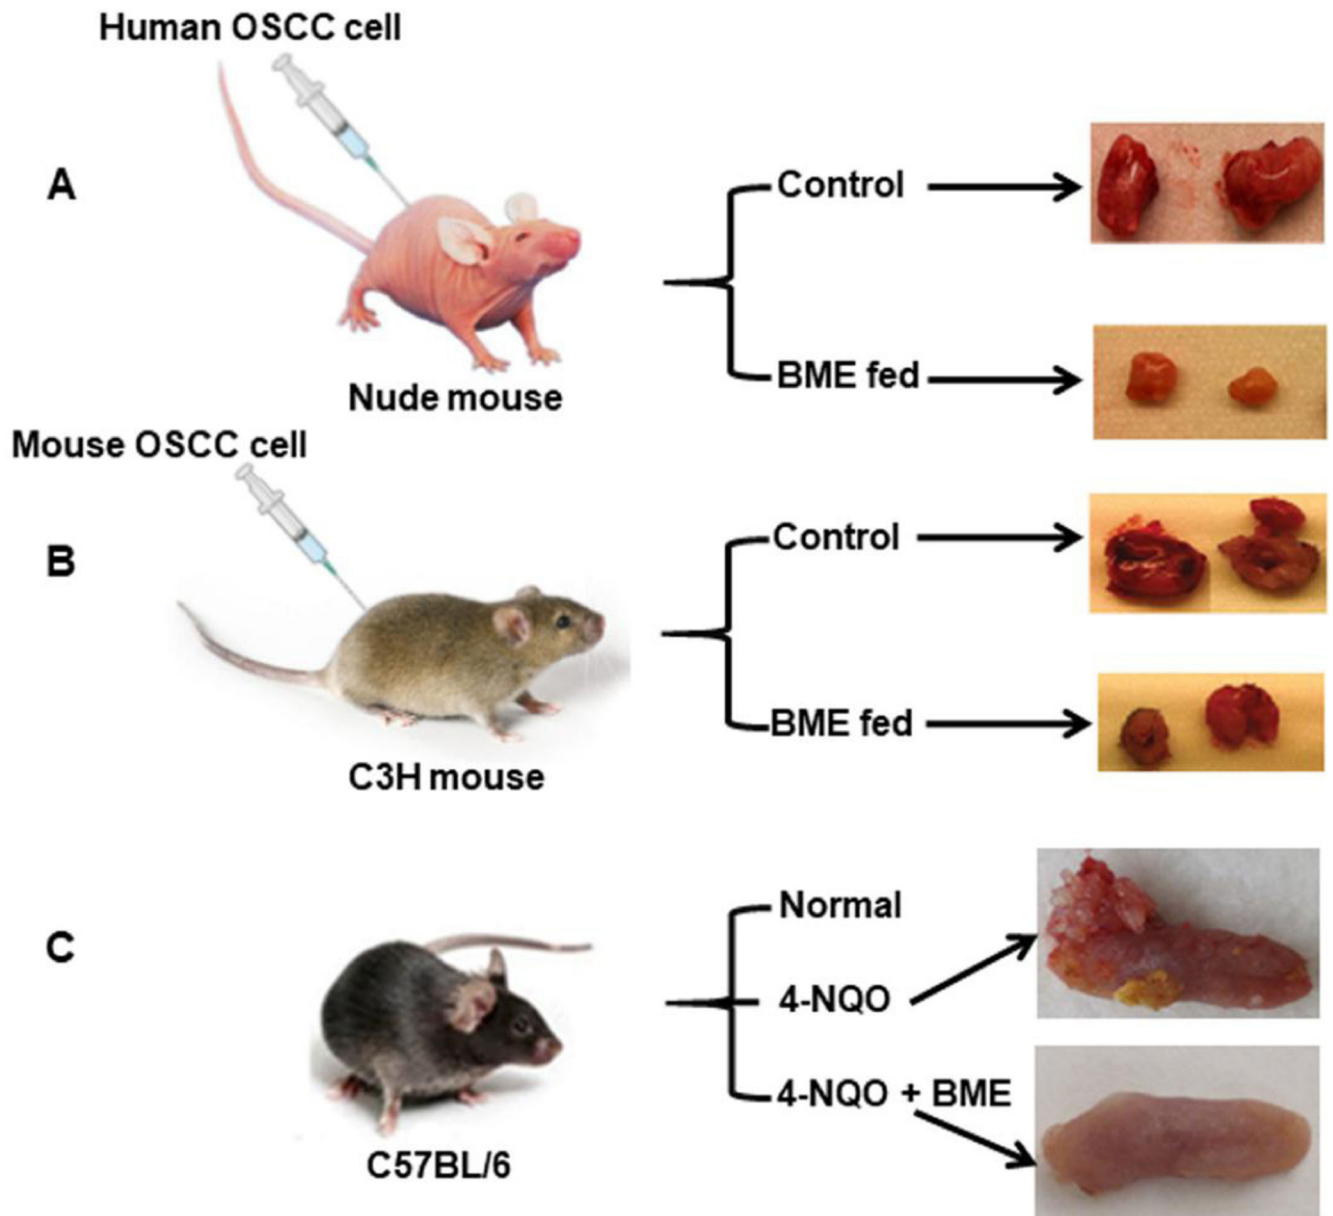 Human OSCC cell
A
Control
BME fed
Nude mouse
Mouse OSCC cell
B
Control
BME fed
C3H mouse
C
Normal
4-NQO
4-NQO + BME
C57BL/6